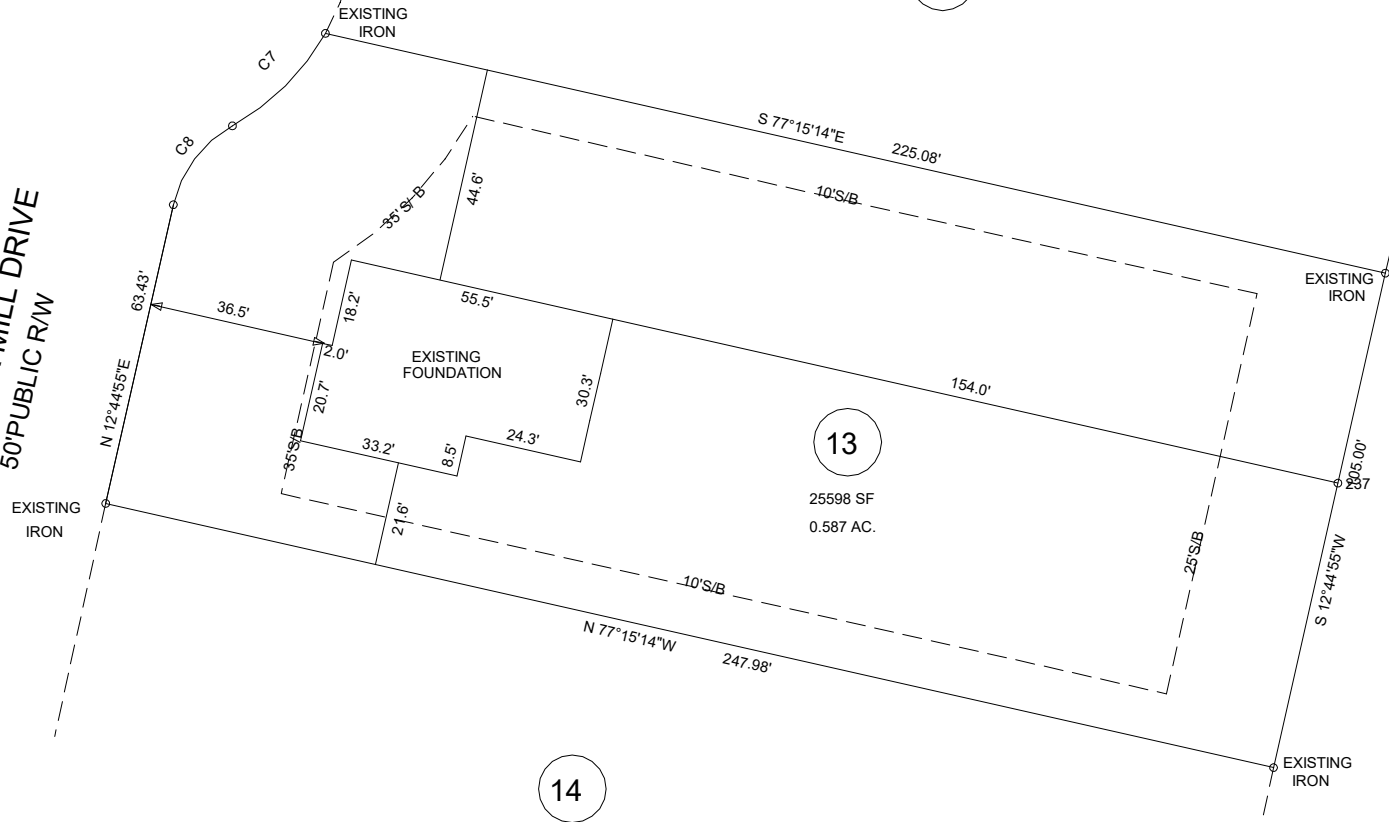 EXISTING
IRON
C7
C8
S 77°15'14"E
225.08'
MILL DRIVE
50'PUBLIC R/W
10'S/B
35'S/B
44.6'
63.43'
36.5'
18.2'
55.5'
2.0'
EXISTING
FOUNDATION
EXISTING
IRON
20.7'
30.3'
154.0'
N 12°44'55"E
33.2'
8.5'
24.3'
13
35'S/B
237
25598 SF
0.587 AC.
EXISTING
IRON
21.6'
25'S/B
S 12°44'55"W
10'S/B
N 77°15'14"W
247.98'
14
EXISTING
IRON